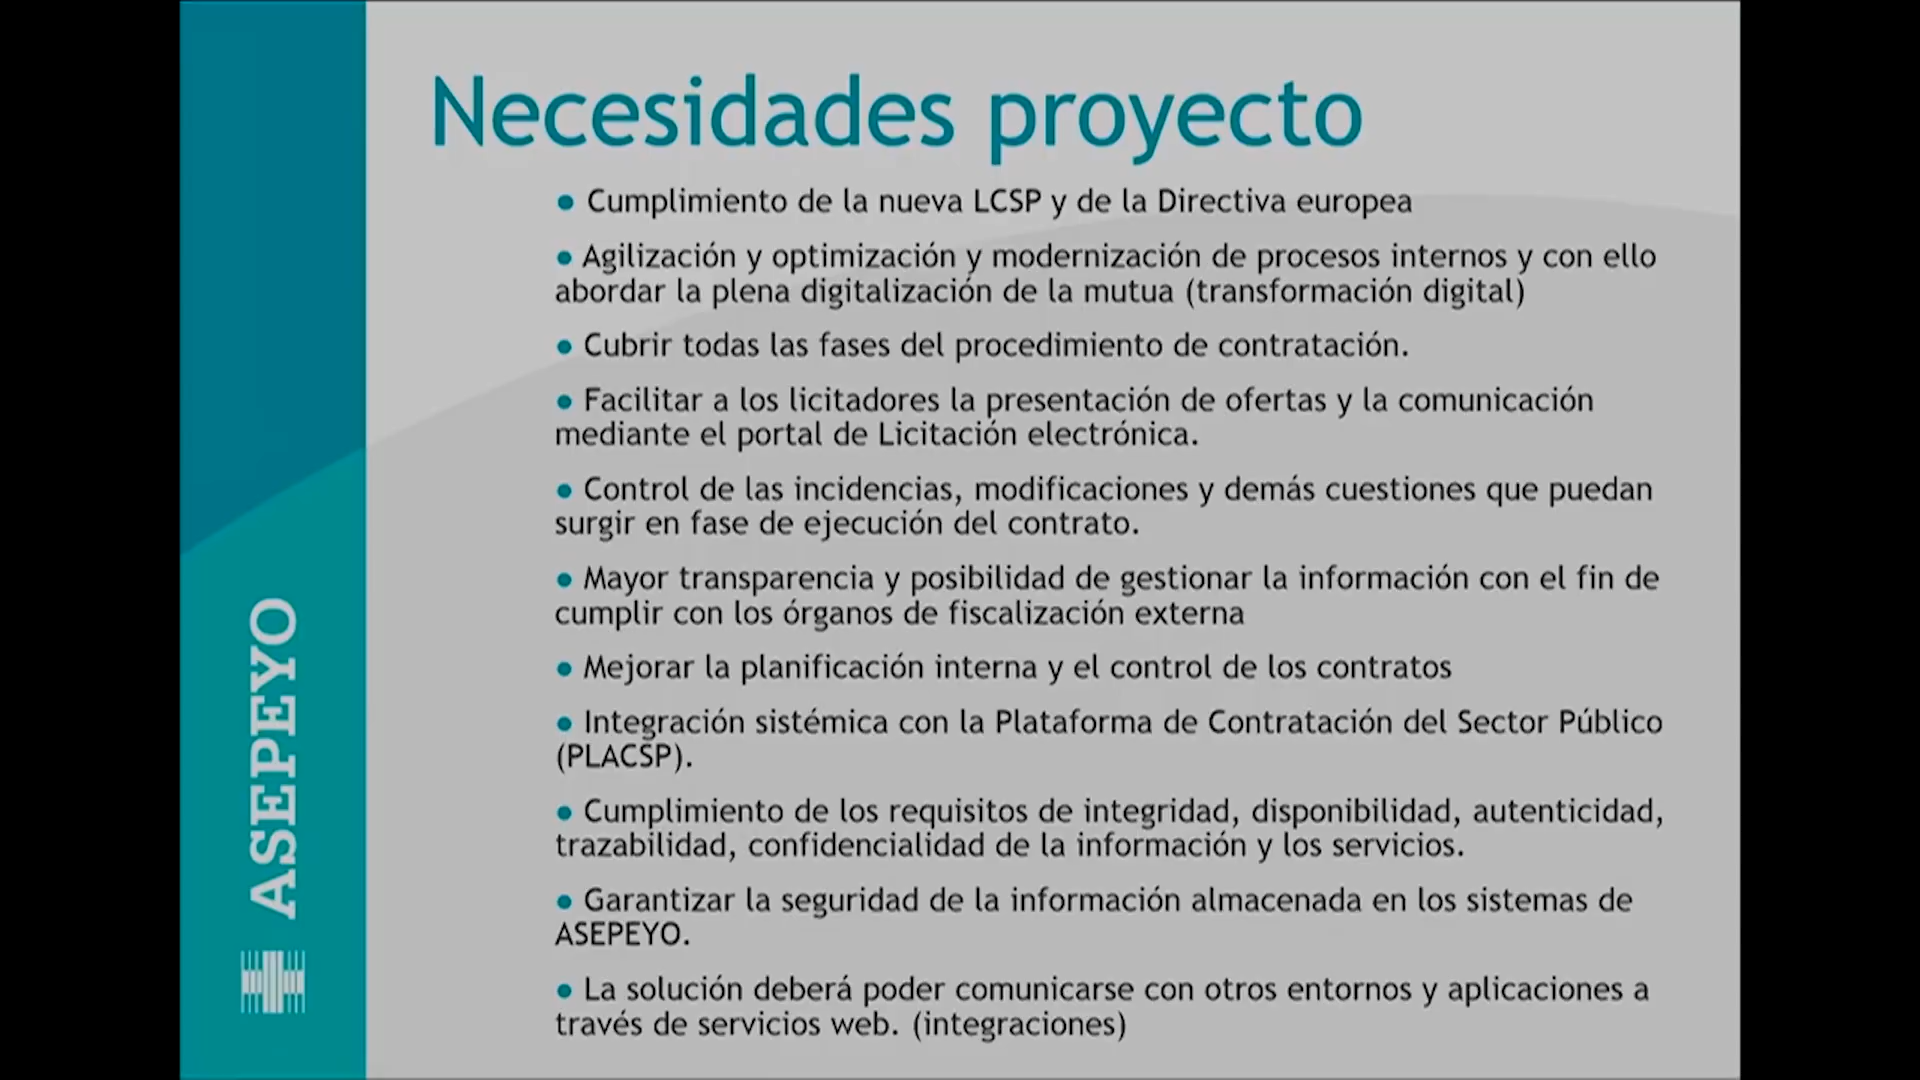 Necesidades proyecto
● Cumplimiento de la nueva LCSP y de la Directiva europea
● Agilización y optimización y modernización de procesos internos y con ello
abordar la plena digitalización de la mutua (transformación digital)
● Cubrir todas las fases del procedimiento de contratación.
● Facilitar a los licitadores la presentación de ofertas y la comunicación
mediante el portal de Licitación electrónica.
● Control de las incidencias, modificaciones y demás cuestiones que puedan
surgir en fase de ejecución del contrato.
● Mayor transparencia y posibilidad de gestionar la información con el fin de
cumplir con los órganos de fiscalización externa
● Mejorar la planificación interna y el control de los contratos
● Integración sistémica con la Plataforma de Contratación del Sector Público
(PLACSP).
● Cumplimiento de los requisitos de integridad, disponibilidad, autenticidad,
trazabilidad, confidencialidad de la información y los servicios.
● Garantizar la seguridad de la información almacenada en los sistemas de
ASEPEYO.
● La solución deberá poder comunicarse con otros entornos y aplicaciones a
través de servicios web. (integraciones)
ASEPEYO